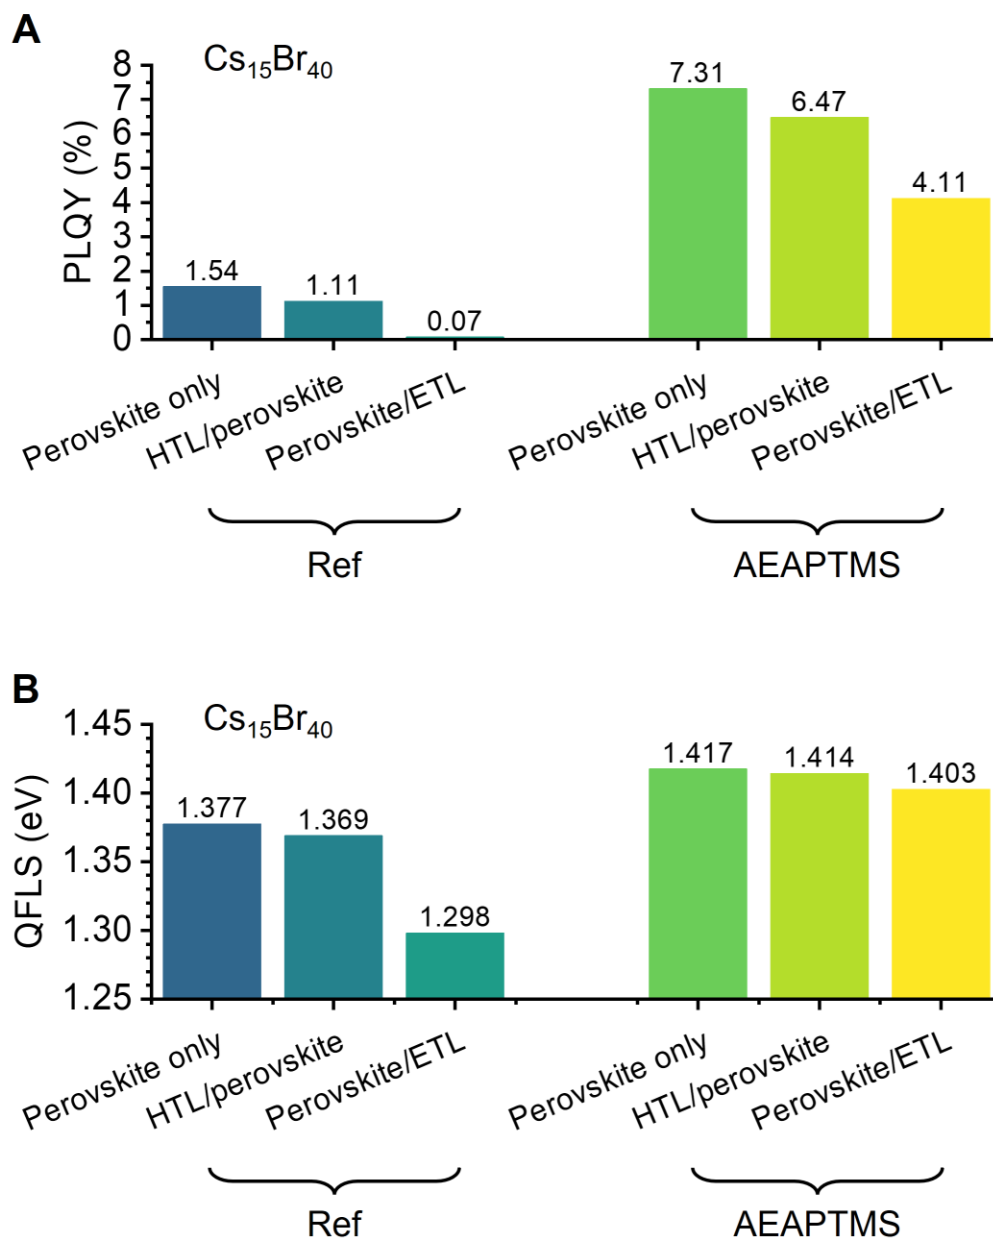 A
Cs15Br40
PLQY (%)
8
7
6
5
4
3
2
1
0
1.54
1.11
0.07
7.31
6.47
4.11
Perovskite only
HTL/perovskite
Perovskite/ETL
Perovskite only
HTL/perovskite
Perovskite/ETL
Ref
AEAPTMS
B
Cs15Br40
QFLS (eV)
1.45
1.40
1.35
1.30
1.25
1.377
1.369
1.298
1.417
1.414
1.403
Perovskite only
HTL/perovskite
Perovskite/ETL
Perovskite only
HTL/perovskite
Perovskite/ETL
Ref
AEAPTMS